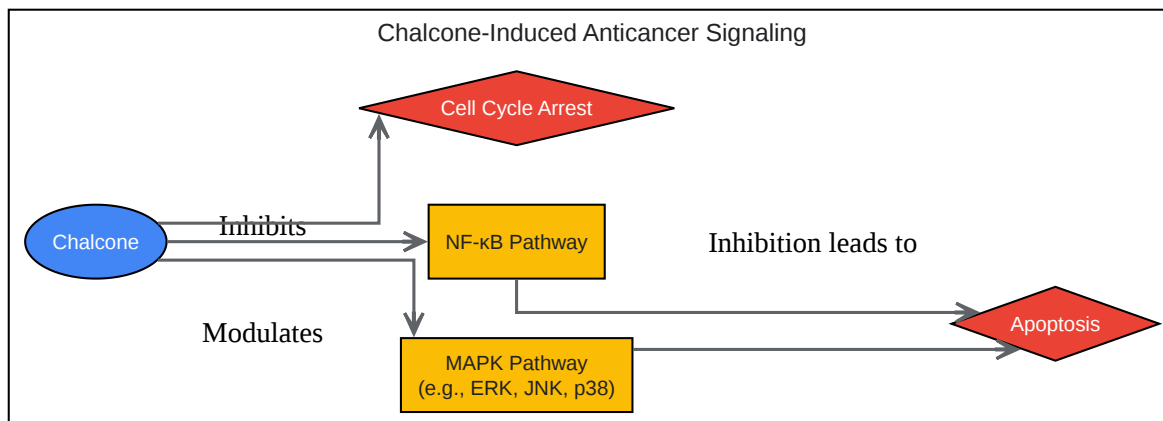 Chalcone-Induced Anticancer Signaling
Cell Cycle Arrest
Inhibits
Chalcone
NF-κB Pathway
Inhibition leads to
Modulates
MAPK Pathway
(e.g., ERK, JNK, p38)
Apoptosis